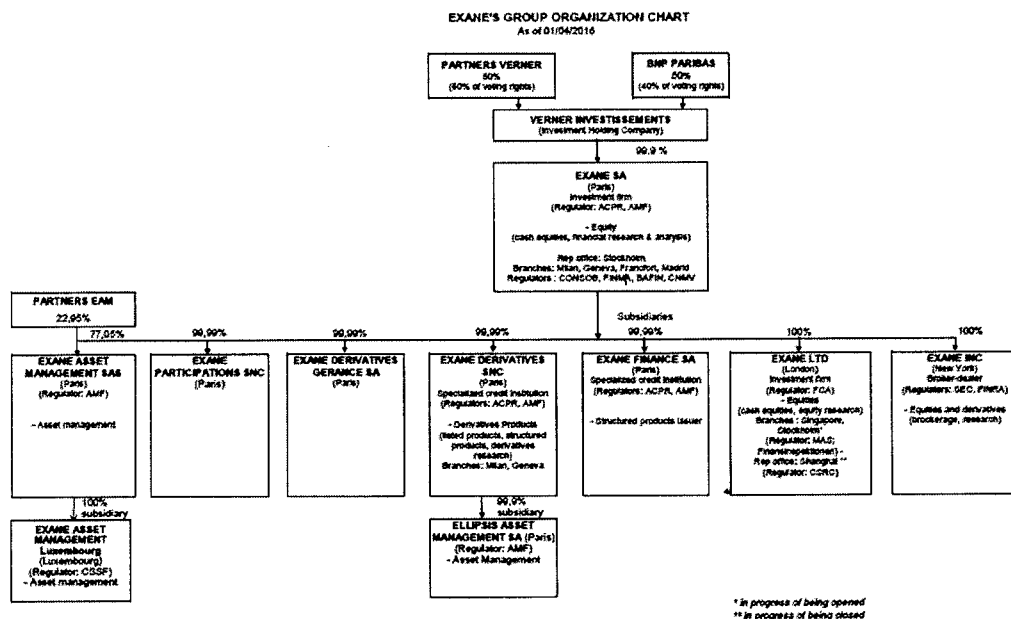 EXANE'S GROUP ORGANIZATION CHART
As of 01/04/2016
PARTNERS VERNER
50%
(60% of voting rights)
BNP PARIBAS
50%
(40% of voting rights)
VERNER INVESTISSEMENTS
(Investment Holding Company)
99,9 %
EXANE SA
(Paris)
Investment firm
(Regulator: ACPR, AMF)
- Equity
(cash equities, financial research & analysis)
Rep office: Stockholm
Branches: Milan, Geneva, Francfort, Madrid
Regulators : CONSOB, FINMA, BAFIN, CNMV
PARTNERS EAM
22,95%
Subsidiaries
77,05%
99,99%
99,99%
99,99%
99,99%
100%
100%
EXANE ASSET
MANAGEMENT SAS
(Paris)
(Regulator: AMF)
- Asset management
EXANE
PARTICIPATIONS SNC
(Paris)
EXANE DERIVATIVES
GERANCE SA
(Paris)
EXANE DERIVATIVES
SNC
(Paris)
Specialized credit institution
(Regulators: ACPR, AMF)
- Derivatives Products
(listed products, structured
products, derivatives
research)
Branches: Milan, Geneva
EXANE FINANCE SA
(Paris)
Specialized credit institution
(Regulators: ACPR, AMF)
- Structured products issuer
EXANE LTD
(London)
Investment firm
(Regulator: FCA)
- Equities
(cash equities, equity research)
Branches : Singapore,
Stockholm*
(Regulator: MAS;
) -
Rep office: Shanghai **
(Regulator: CSRC)
EXANE INC
(New York)
Broker-dealer
(Regulators: SEC, FINRA)
- Equities and derivatives
(brokerage, research)
100%
subsidiary
99,9%
subsidiary
EXANE ASSET
MANAGEMENT
Luxembourg
(Luxembourg)
(Regulator: CSSF)
- Asset management
ELLIPSIS ASSET
MANAGEMENT SA (Paris)
(Regulator: AMF)
- Asset Management
* in progress of being opened
** in progress of being closed